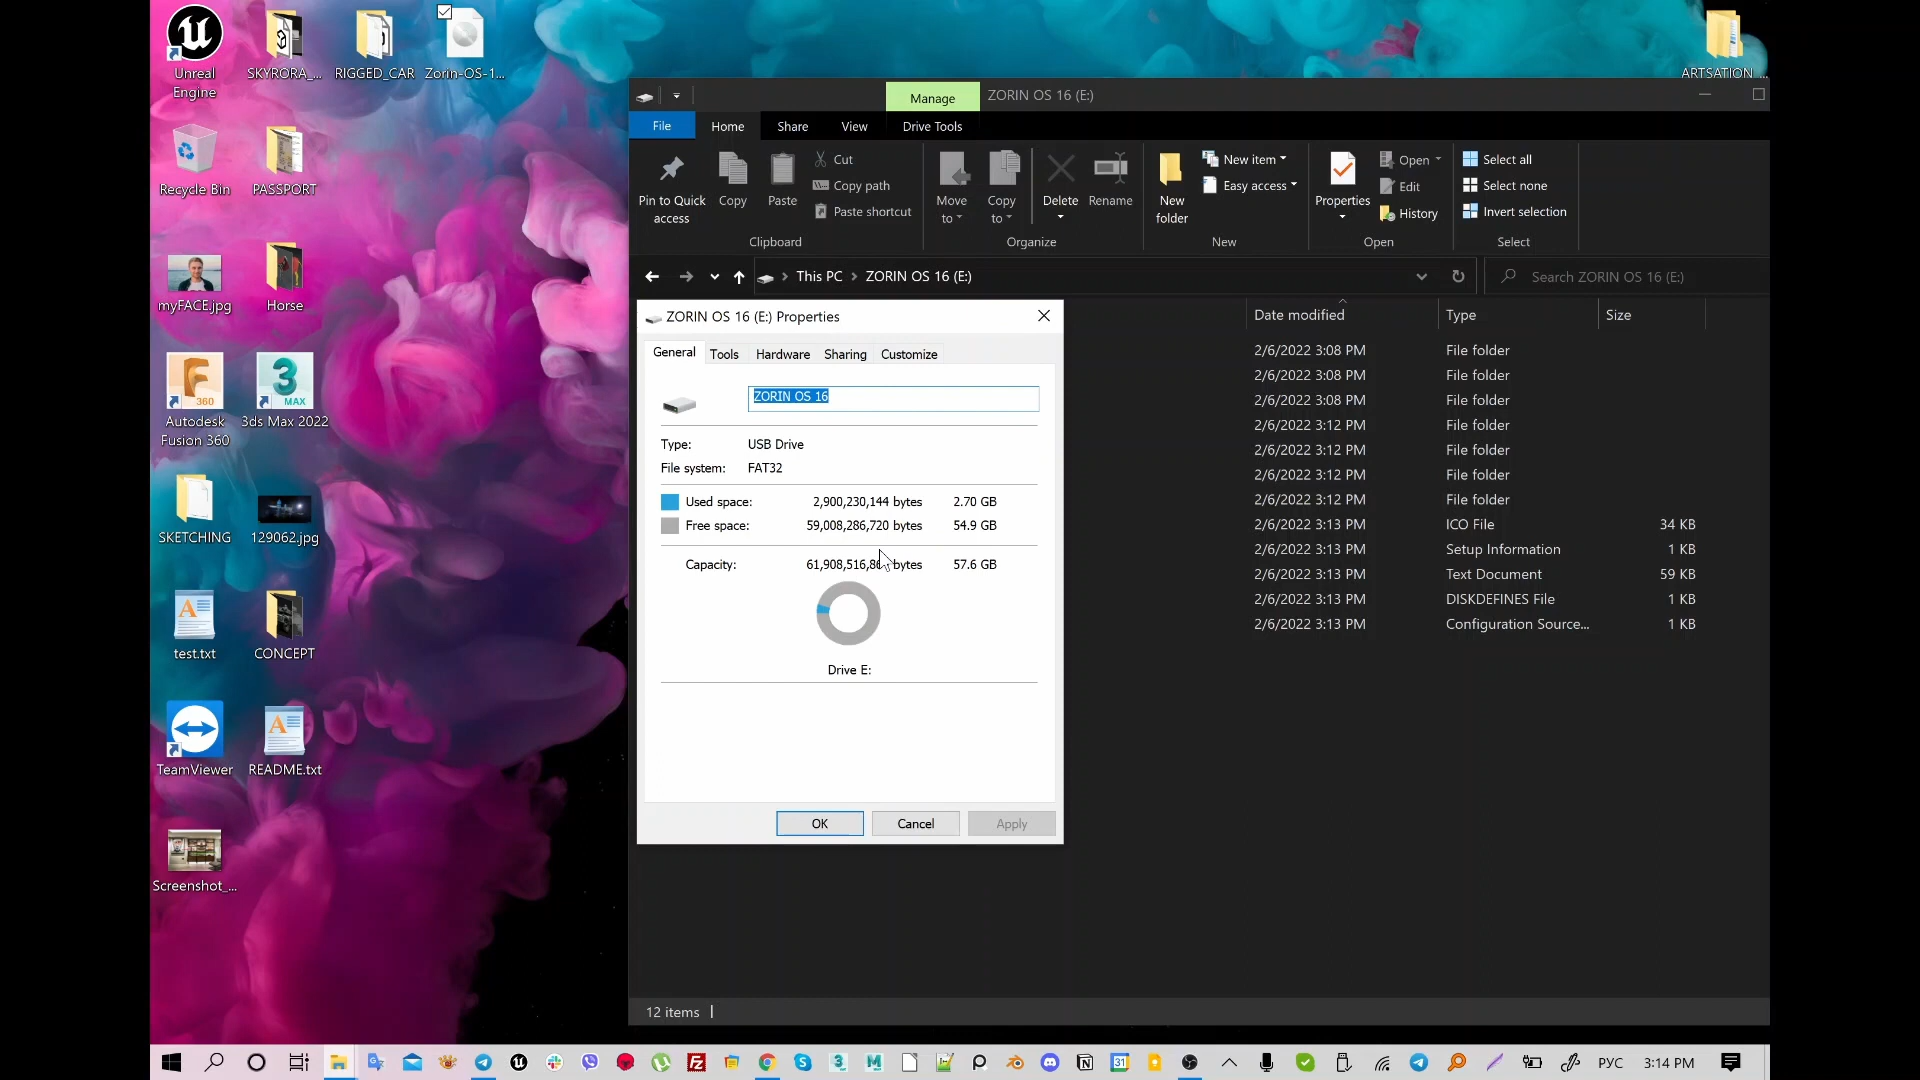 Unreal
Engine
SKYRORA_...
RIGGED_CAR
Zorin-OS-1...
ARTSATION_...
Recycle Bin
PASSPORT
myFACE.jpg
Horse
Autodesk
Fusion 360
3ds Max 2022
360
MAX
SKETCHING
129062.jpg
test.txt
CONCEPT
TeamViewer
README.txt
Screenshot_...
Manage
ZORIN OS 16 (E:)
File
Home
Share
View
Drive Tools
Pin to Quick
access
Copy
Paste
Cut
Copy path
Paste shortcut
Clipboard
Move
to
Copy
to
Delete
Rename
Organize
New
folder
New item
Easy access
New
Properties
Open
Edit
History
Open
Select all
Select none
Invert selection
Select
This PC
ZORIN OS 16 (E:)
Search ZORIN OS 16 (E:)
Date modified
Type
Size
2/6/2022 3:08 PM File folder
2/6/2022 3:08 PM File folder
2/6/2022 3:08 PM File folder
2/6/2022 3:12 PM File folder
2/6/2022 3:12 PM File folder
2/6/2022 3:12 PM File folder
2/6/2022 3:12 PM File folder
2/6/2022 3:13 PM ICO File 34 KB
2/6/2022 3:13 PM Setup Information 1 KB
2/6/2022 3:13 PM Text Document 59 KB
2/6/2022 3:13 PM DISKDEFINES File 1 KB
2/6/2022 3:13 PM Configuration Source... 1 KB
ZORIN OS 16 (E:) Properties
General
Tools
Hardware
Sharing
Customize
ZORIN OS 16
Type: USB Drive
File system: FAT32
Used space: 2,900,230,144 bytes 2.70 GB
Free space: 59,008,286,720 bytes 54.9 GB
Capacity: bytes 57.6 GB
Drive E:
OK
Cancel
Apply
12 items
РУС
3:14 PM